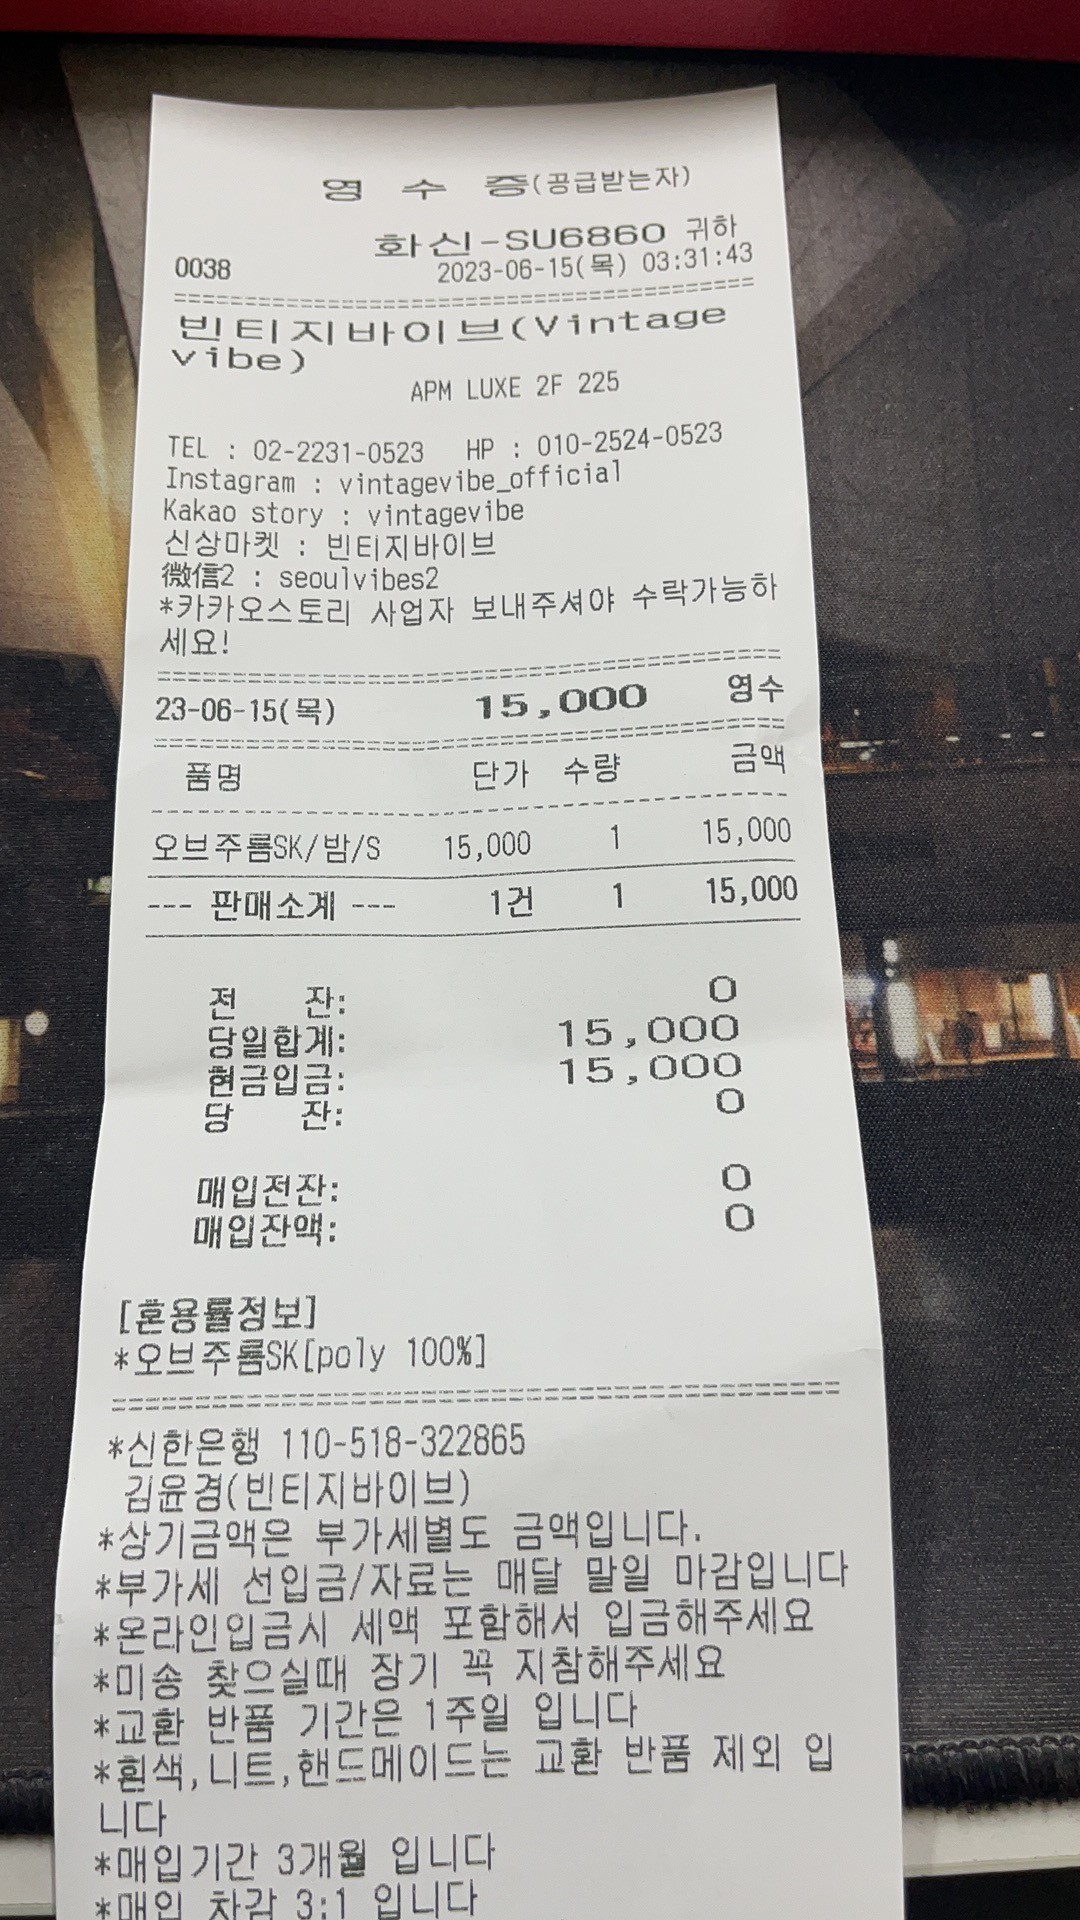 영 수 증(공급받는자)
화신-SU6860 귀하
0038 2023-06-15(목) 03:31:43
빈티지바이브(Vintage
vibe)
APM LUXE 2F 225
TEL : 02-2231-0523 HP : 010-2524-0523
Instagram : vintagevibe_official
Kakao story : vintagevibe
신상마켓 : 빈티지바이브
微信2 : seoulvibes2
*카카오스토리 사업자 보내주셔야 수락가능하
세요!
23-06-15(목) 15,000 영수
품명 단가 수량 금액
오브주름SK/밤/S 15,000 1 15,000
--- 판매소계 --- 1건 1 15,000
전 잔: 0
당일합계: 15,000
현금입금: 15,000
당 잔: 0
매입전잔: 0
매입잔액: 0
[혼용률정보]
*오브주름SK[poly 100%]
*신한은행 110-518-322865
김윤경(빈티지바이브)
*상기금액은 부가세별도 금액입니다.
*부가세 선입금/자료는 매달 말일 마감입니다
*온라인입금시 세액 포함해서 입금해주세요
*미송 찾으실때 장기 꼭 지참해주세요
*교환 반품 기간은 1주일 입니다
*흰색,니트,핸드메이드는 교환 반품 제외 입
니다
*매입기간 3개월 입니다
*매입 차감 3:1 입니다